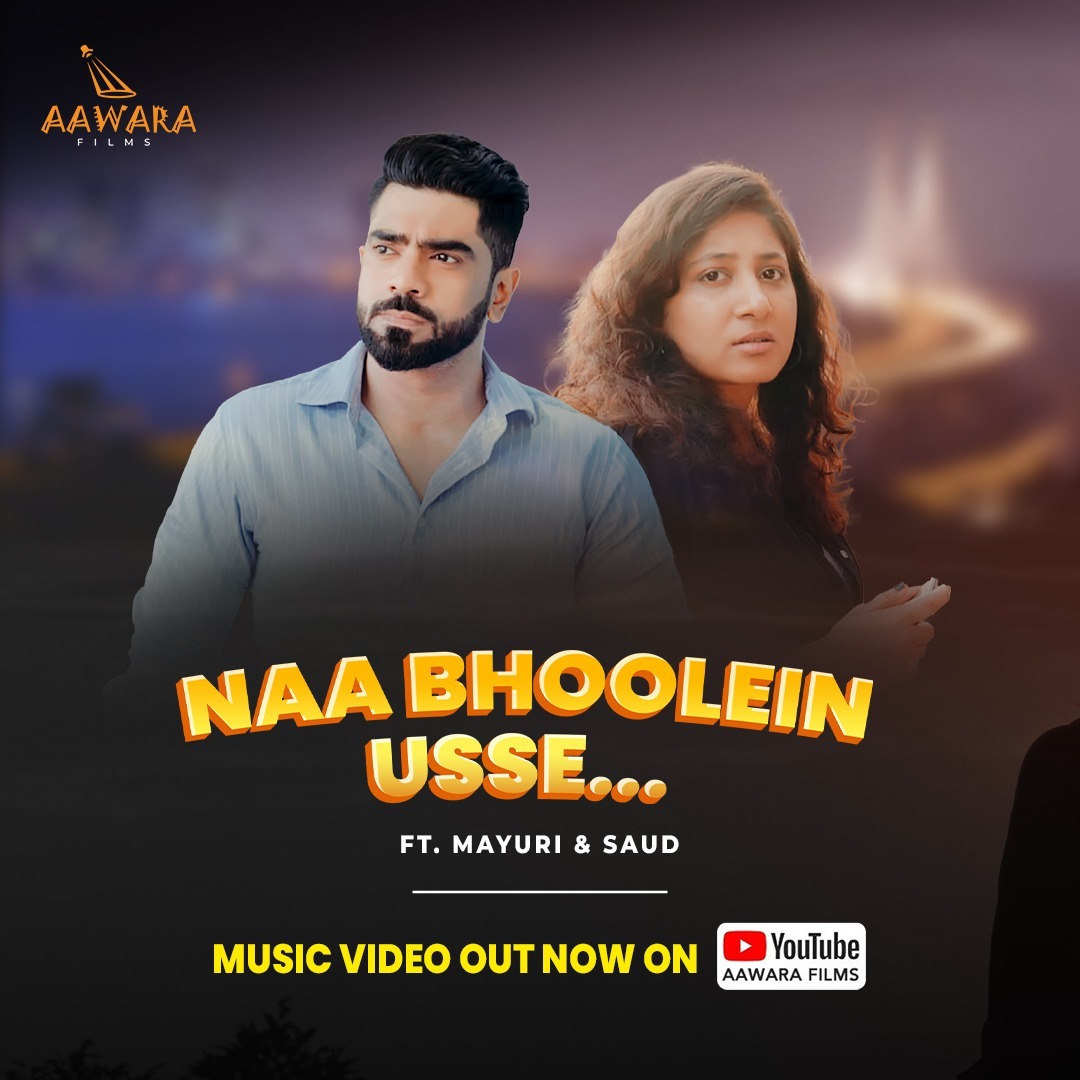 AAWARA
FILMS
NAA BHOOLEIN
USSE...
FT. MAYURI & SAUD
MUSIC VIDEO OUT NOW ON
YouTube
AAWARA FILMS